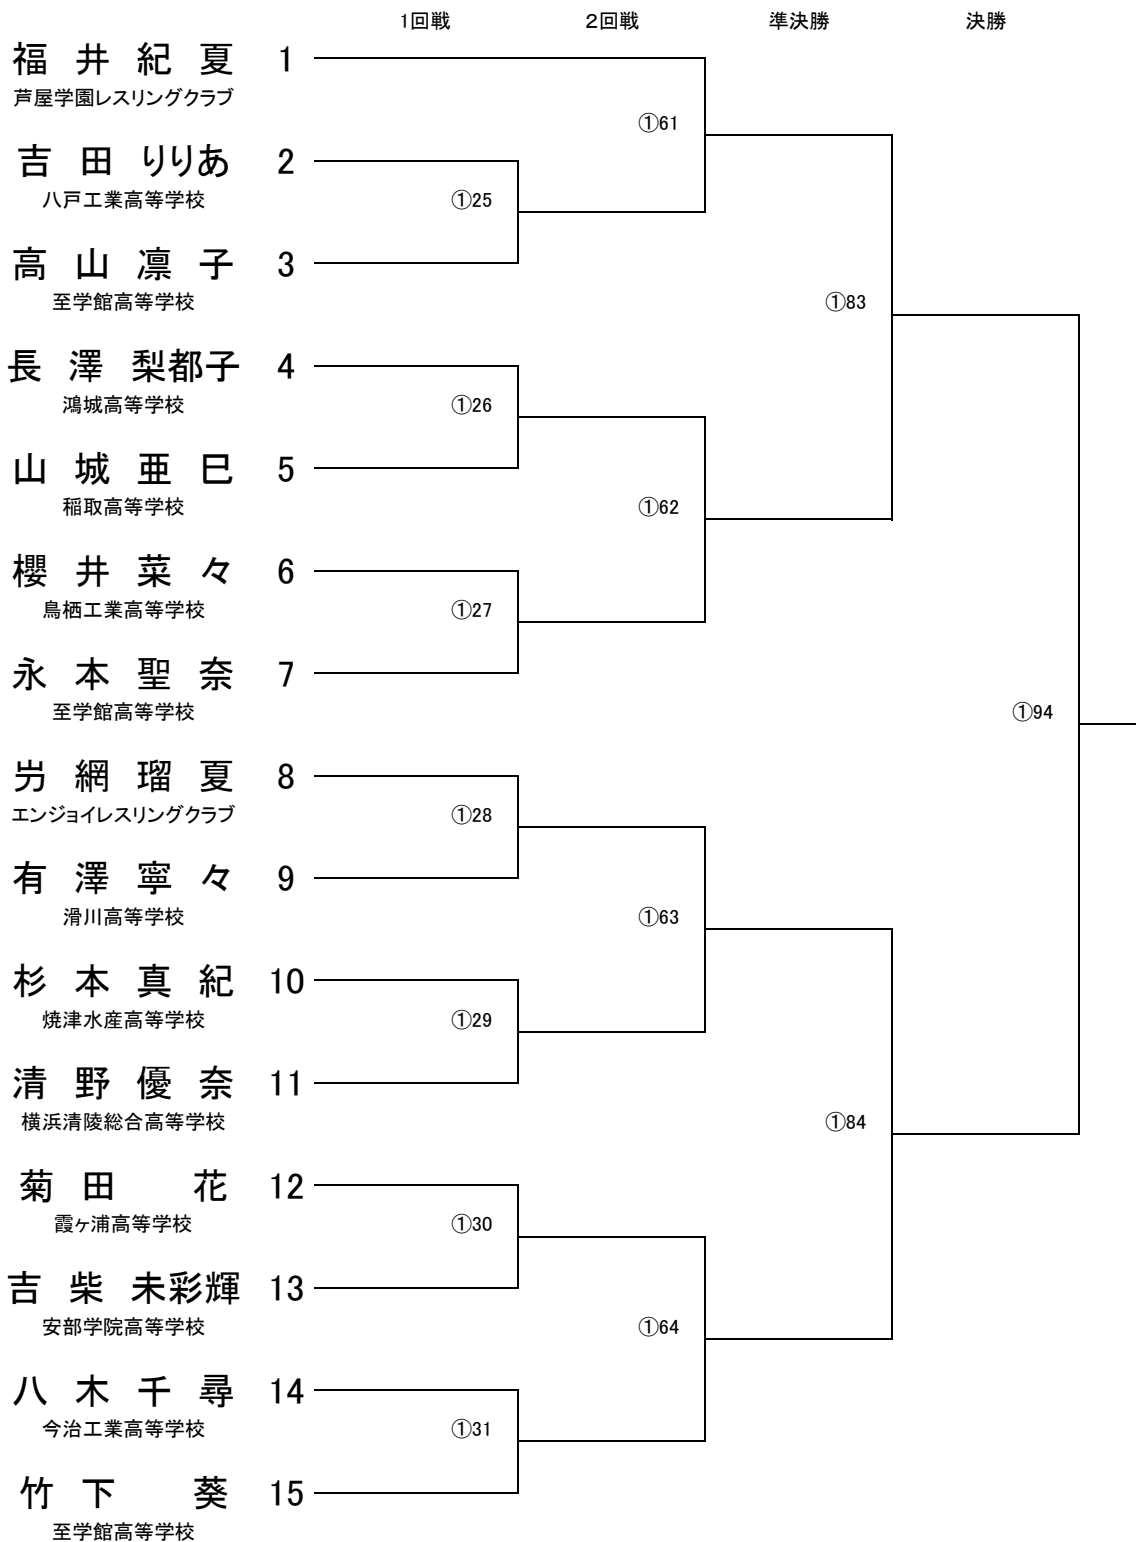 1回戦 2回戦 準決勝 決勝
福井紀夏 1
芦屋学園レスリングクラブ
①61
吉田りりあ 2
八戸工業高等学校
①25
高山凛子 3
至学館高等学校
①83
長澤梨都子 4
鴻城高等学校
①26
山城亜巳 5
稲取高等学校
①62
櫻井菜々 6
鳥栖工業高等学校
①27
永本聖奈 7
至学館高等学校
①94
屶網瑠夏 8
エンジョイレスリングクラブ
①28
有澤寧々 9
滑川高等学校
①63
杉本真紀 10
焼津水産高等学校
①29
清野優奈 11
横浜清陵総合高等学校
①84
菊田花 12
霞ヶ浦高等学校
①30
吉柴未彩輝 13
安部学院高等学校
①64
八木千尋 14
今治工業高等学校
①31
竹下葵 15
至学館高等学校